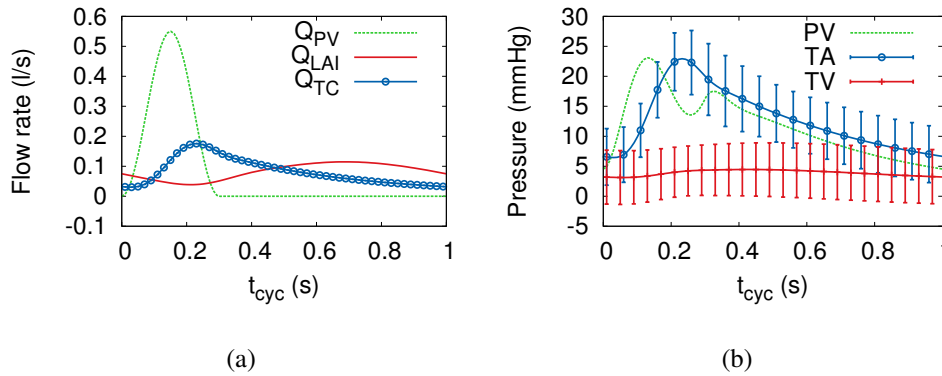 Flow rate (l/s)
0.6
0.5
0.4
0.3
0.2
0.1
0
-0.1
Q_PV
Q_LAI
Q_TC
0 0.2 0.4 0.6 0.8 1
t_cyc (s)
(a)
Pressure (mmHg)
30
25
20
15
10
5
0
-5
PV
TA
TV
0 0.2 0.4 0.6 0.8 1
t_cyc (s)
(b)